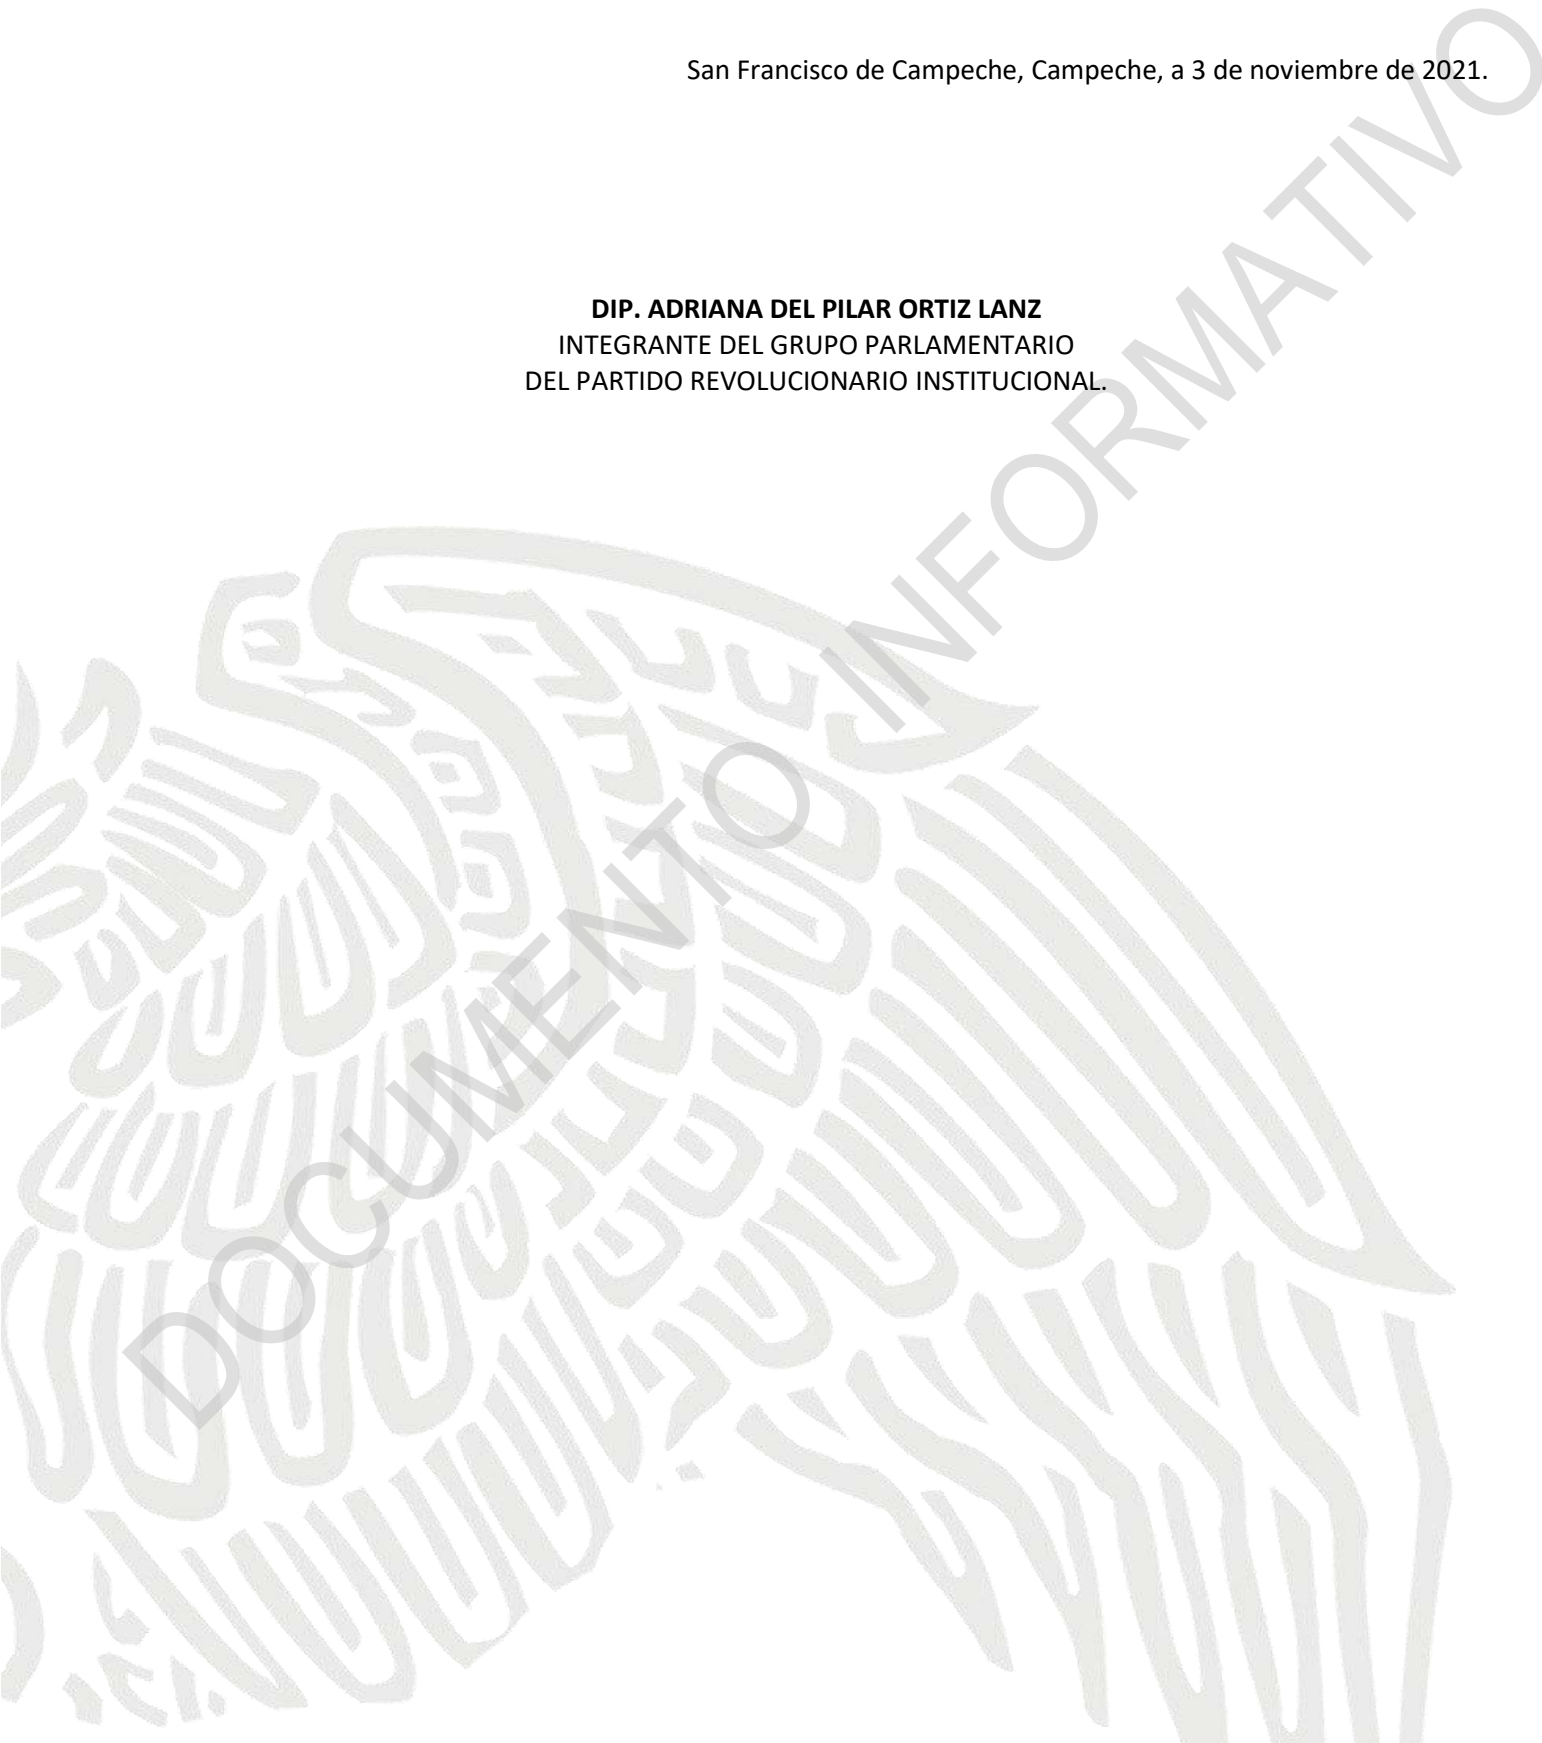 San Francisco de Campeche, Campeche, a 3 de noviembre de 2021.
DIP. ADRIANA DEL PILAR ORTIZ LANZ
INTEGRANTE DEL GRUPO PARLAMENTARIO
DEL PARTIDO REVOLUCIONARIO INSTITUCIONAL.
DOCUMENTO INFORMATIVO